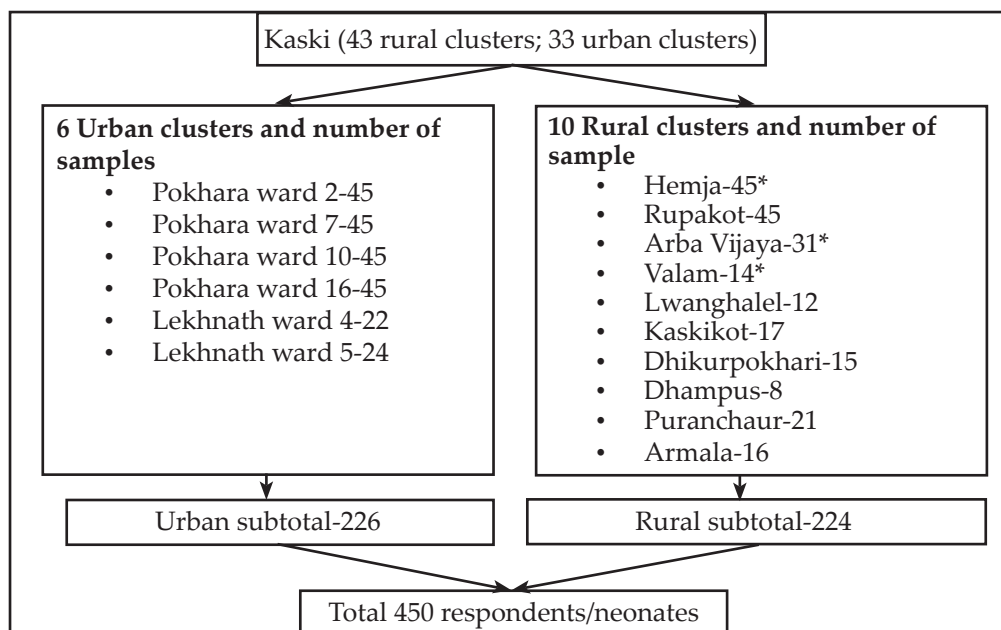 Kaski (43 rural clusters; 33 urban clusters)
6 Urban clusters and number of
samples
• Pokhara ward 2-45
• Pokhara ward 7-45
• Pokhara ward 10-45
• Pokhara ward 16-45
• Lekhnath ward 4-22
• Lekhnath ward 5-24
10 Rural clusters and number of
sample
• Hemja-45*
• Rupakot-45
• Arba Vijaya-31*
• Valam-14*
• Lwanghalel-12
• Kaskikot-17
• Dhikurpokhari-15
• Dhampus-8
• Puranchaur-21
• Armala-16
Urban subtotal-226
Rural subtotal-224
Total 450 respondents/neonates